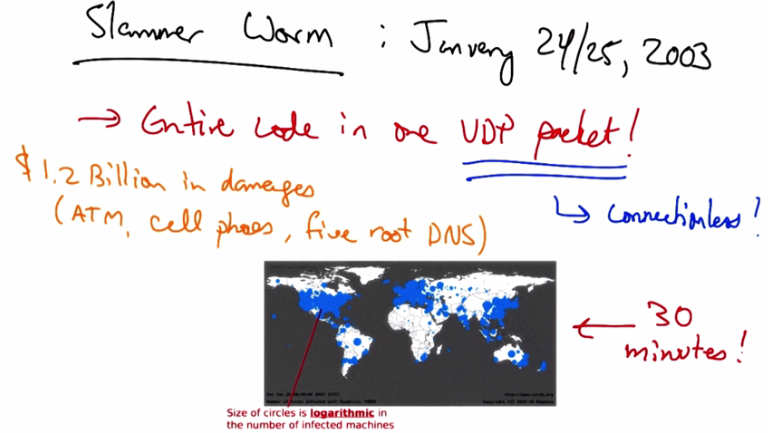 Slammer Worm : January 24/25, 2003
→ Entire code in one UDP packet!
$1.2 Billion in damages
(ATM, cell phones, five root DNS)
↳ connectionless!
← 30
minutes!
Size of circles is logarithmic in
the number of infected machines